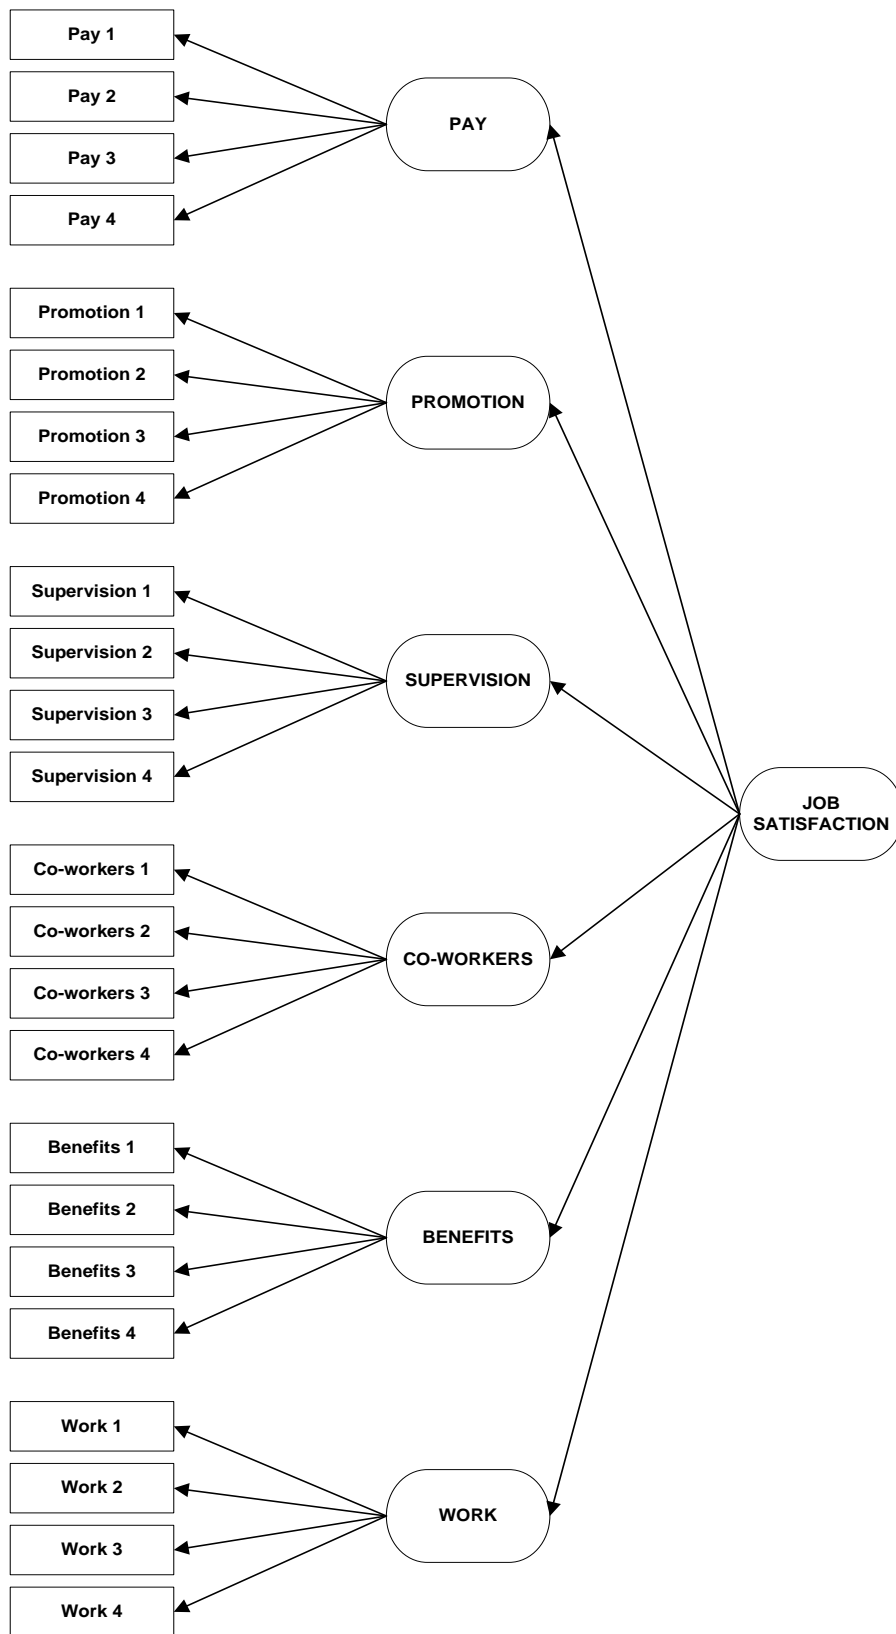 Pay 1
Pay 2
Pay 3
Pay 4
PAY
Promotion 1
Promotion 2
Promotion 3
Promotion 4
PROMOTION
Supervision 1
Supervision 2
Supervision 3
Supervision 4
SUPERVISION
JOB
SATISFACTION
Co-workers 1
Co-workers 2
Co-workers 3
Co-workers 4
CO-WORKERS
Benefits 1
Benefits 2
Benefits 3
Benefits 4
BENEFITS
Work 1
Work 2
Work 3
Work 4
WORK